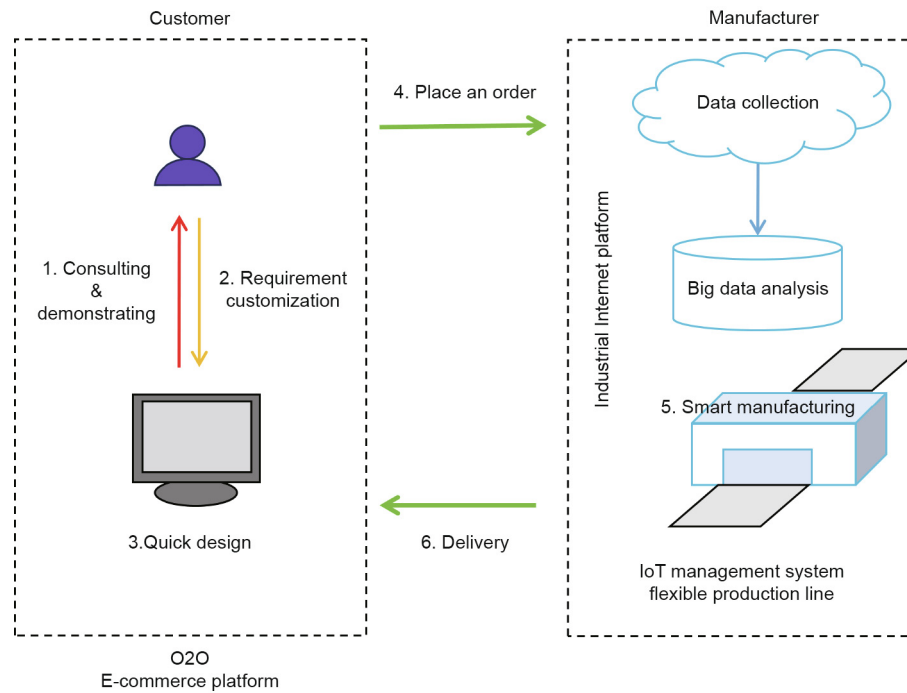 Customer
Manufacturer
4. Place an order
Data collection
1. Consulting
&
demonstrating
2. Requirement
customization
Industrial Internet platform
Big data analysis
5. Smart manufacturing
3.Quick design
6. Delivery
IoT management system
flexible production line
O2O
E-commerce platform